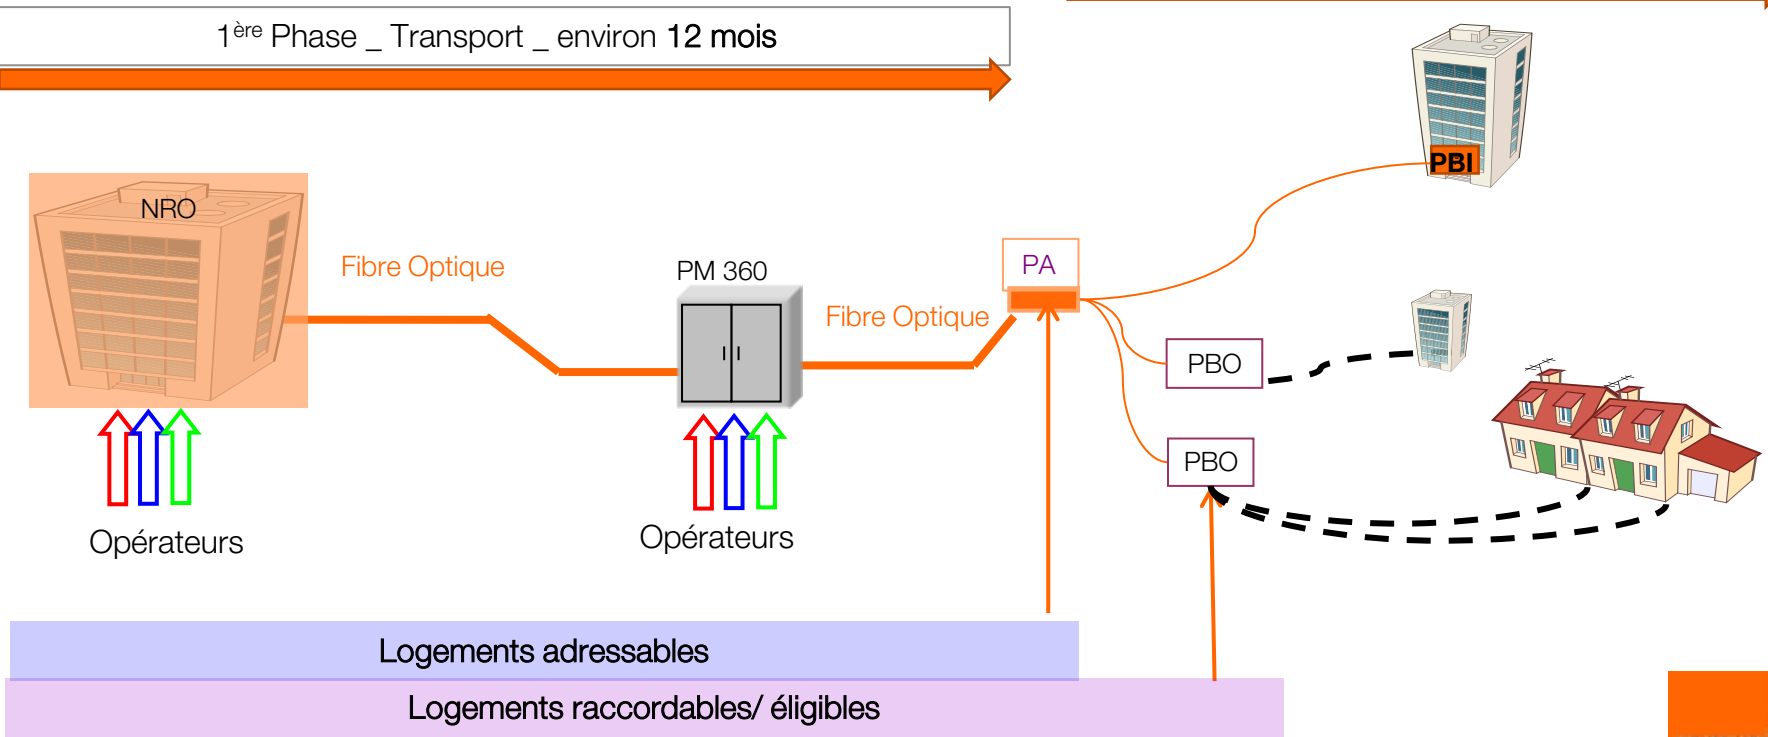 1ère Phase _ Transport _ environ 12 mois
PBI
NRO
Fibre Optique
PM 360
PA
Fibre Optique
PBO
PBO
Opérateurs
Opérateurs
Logements adressables
Logements raccordables/ éligibles